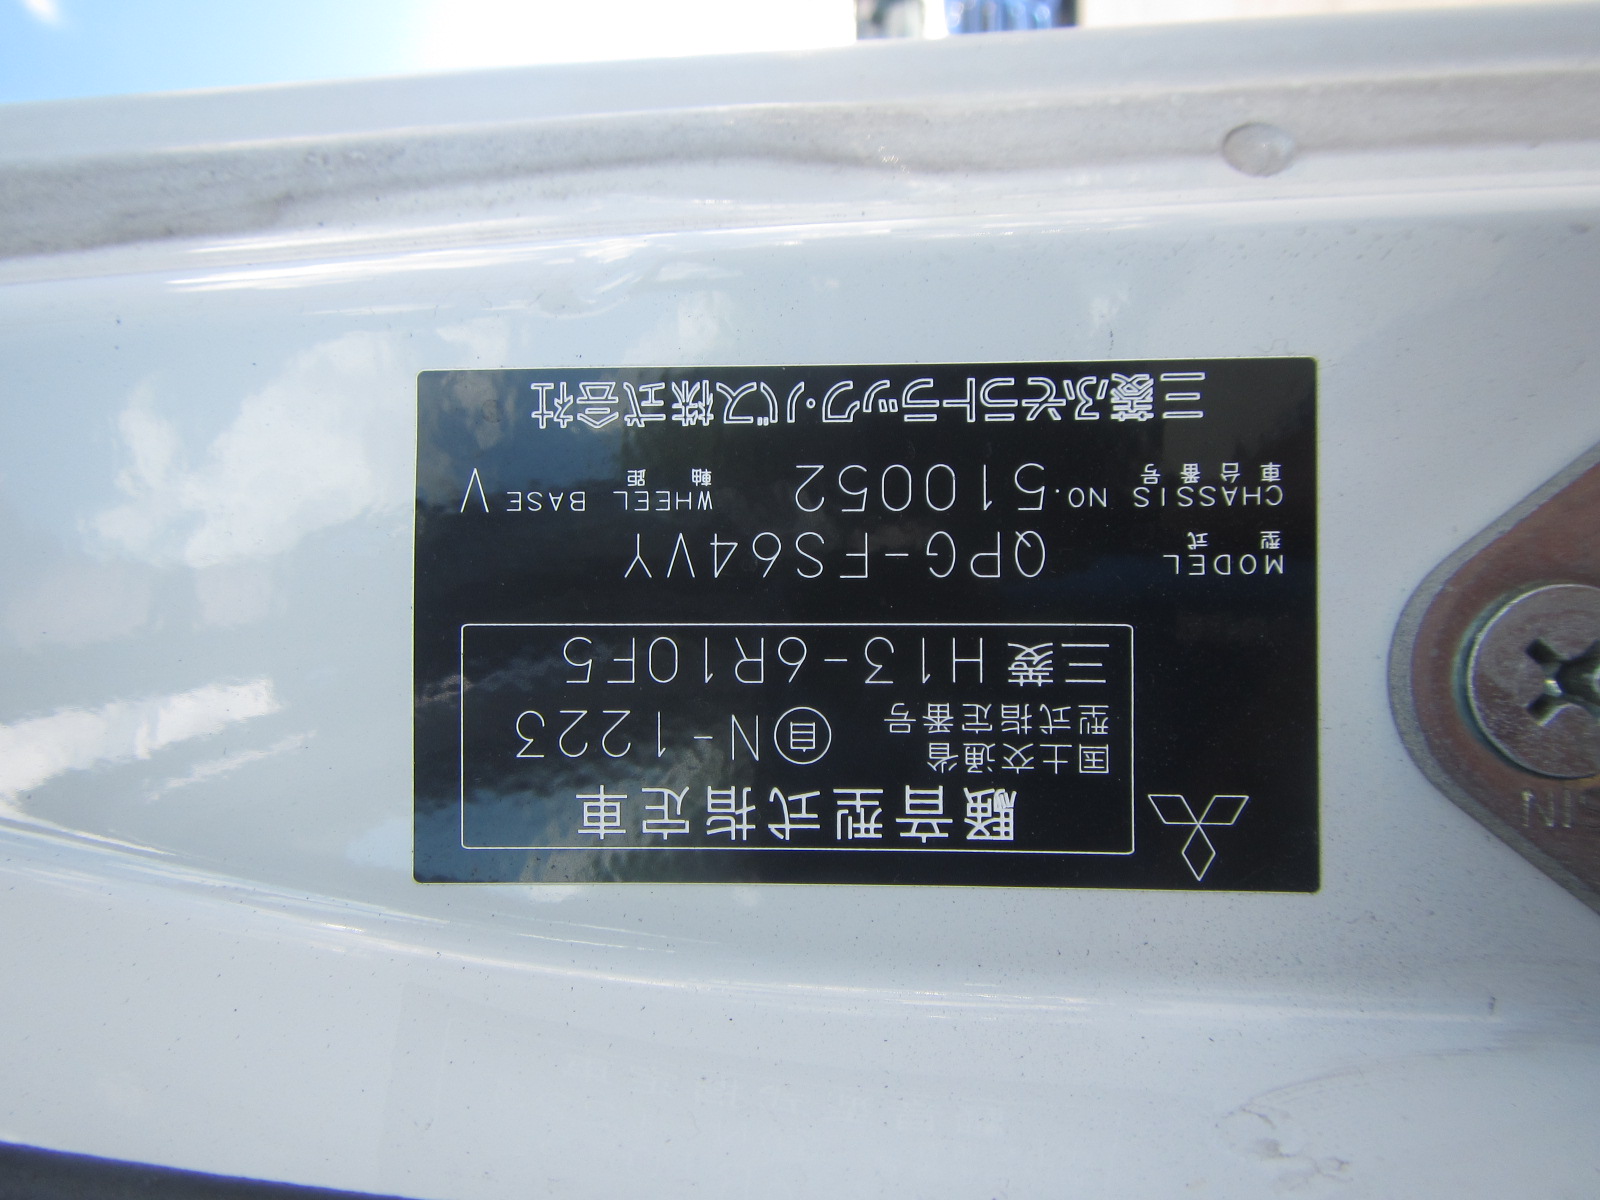 騒音型式指定車
国土交通省
型式指定番号 自N-1223
三菱 H13-6R10F5
MODEL 型式 QPG-FS64VY
CHASSIS NO. 車台番号 510052 WHEEL BASE 軸距 V
三菱ふそうトラック・バス株式会社